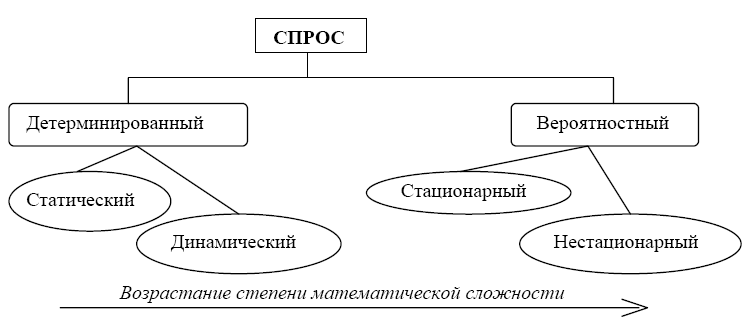 СПРОС
Детерминированный
Вероятностный
Статический
Стационарный
Динамический
Нестационарный
Возрастание степени математической сложности